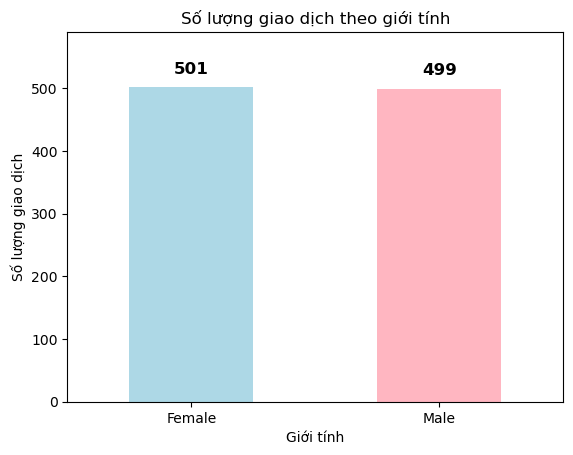 Số lượng giao dịch theo giới tính
501
499
500
400
300
200
100
0
Số lượng giao dịch
Female
Male
Giới tính